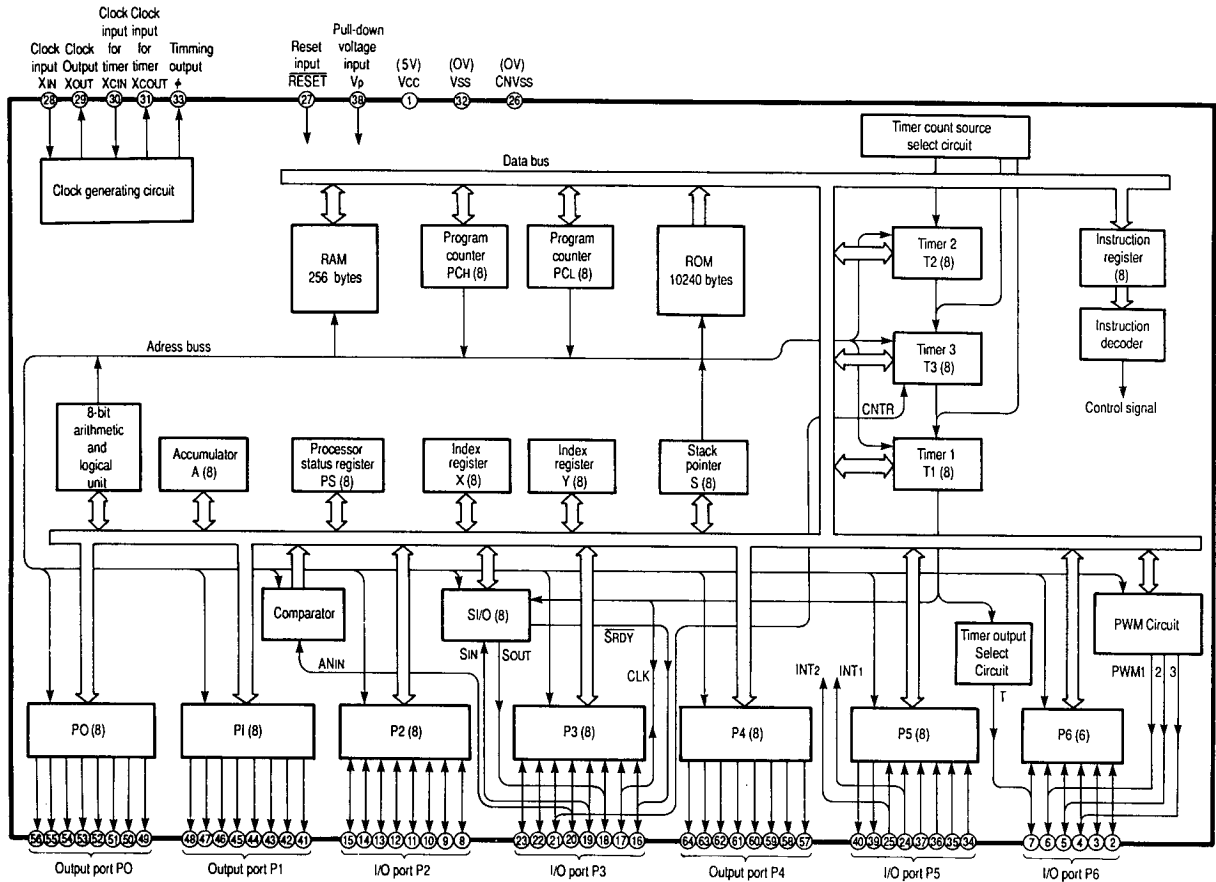 Clock
input
XIN
Clock
Output
XOUT
Clock
input
for
timer
XCIN
Clock
input
for
timer
XCOUT
Timming
output
ϕ
Reset
input
RESET
Pull-down
voltage
input
VP
(5V)
VCC
(OV)
VSS
(OV)
CNVSS
28
29
30
31
33
27
38
1
32
26
Clock generating circuit
Data bus
Timer count source
select circuit
RAM
256 bytes
Program
counter
PCH (8)
Program
counter
PCL (8)
ROM
10240 bytes
Timer 2
T2 (8)
Instruction
register
(8)
Adress buss
Timer 3
T3 (8)
Instruction
decoder
CNTR
Control signal
8-bit
arithmetic
and
logical
unit
Accumulator
A (8)
Processor
status register
PS (8)
Index
register
X (8)
Index
register
Y (8)
Stack
pointer
S (8)
Timer 1
T1 (8)
Comparator
SI/O (8)
PWM Circuit
Timer output
Select
Circuit
ANIN
SIN
SOUT
SRDY
CLK
INT2
INT1
T
PWM1 2 3
PO (8)
PI (8)
P2 (8)
P3 (8)
P4 (8)
P5 (8)
P6 (6)
56 55 54 53 52 51 50 49
48 47 46 45 44 43 42 41
15 14 13 12 11 10 9 8
23 22 21 20 19 18 17 16
64 63 62 61 60 59 58 57
40 39 25 24 37 36 35 34
7 6 5 4 3 2
Output port PO
Output port P1
I/O port P2
I/O port P3
Output port P4
I/O port P5
I/O port P6